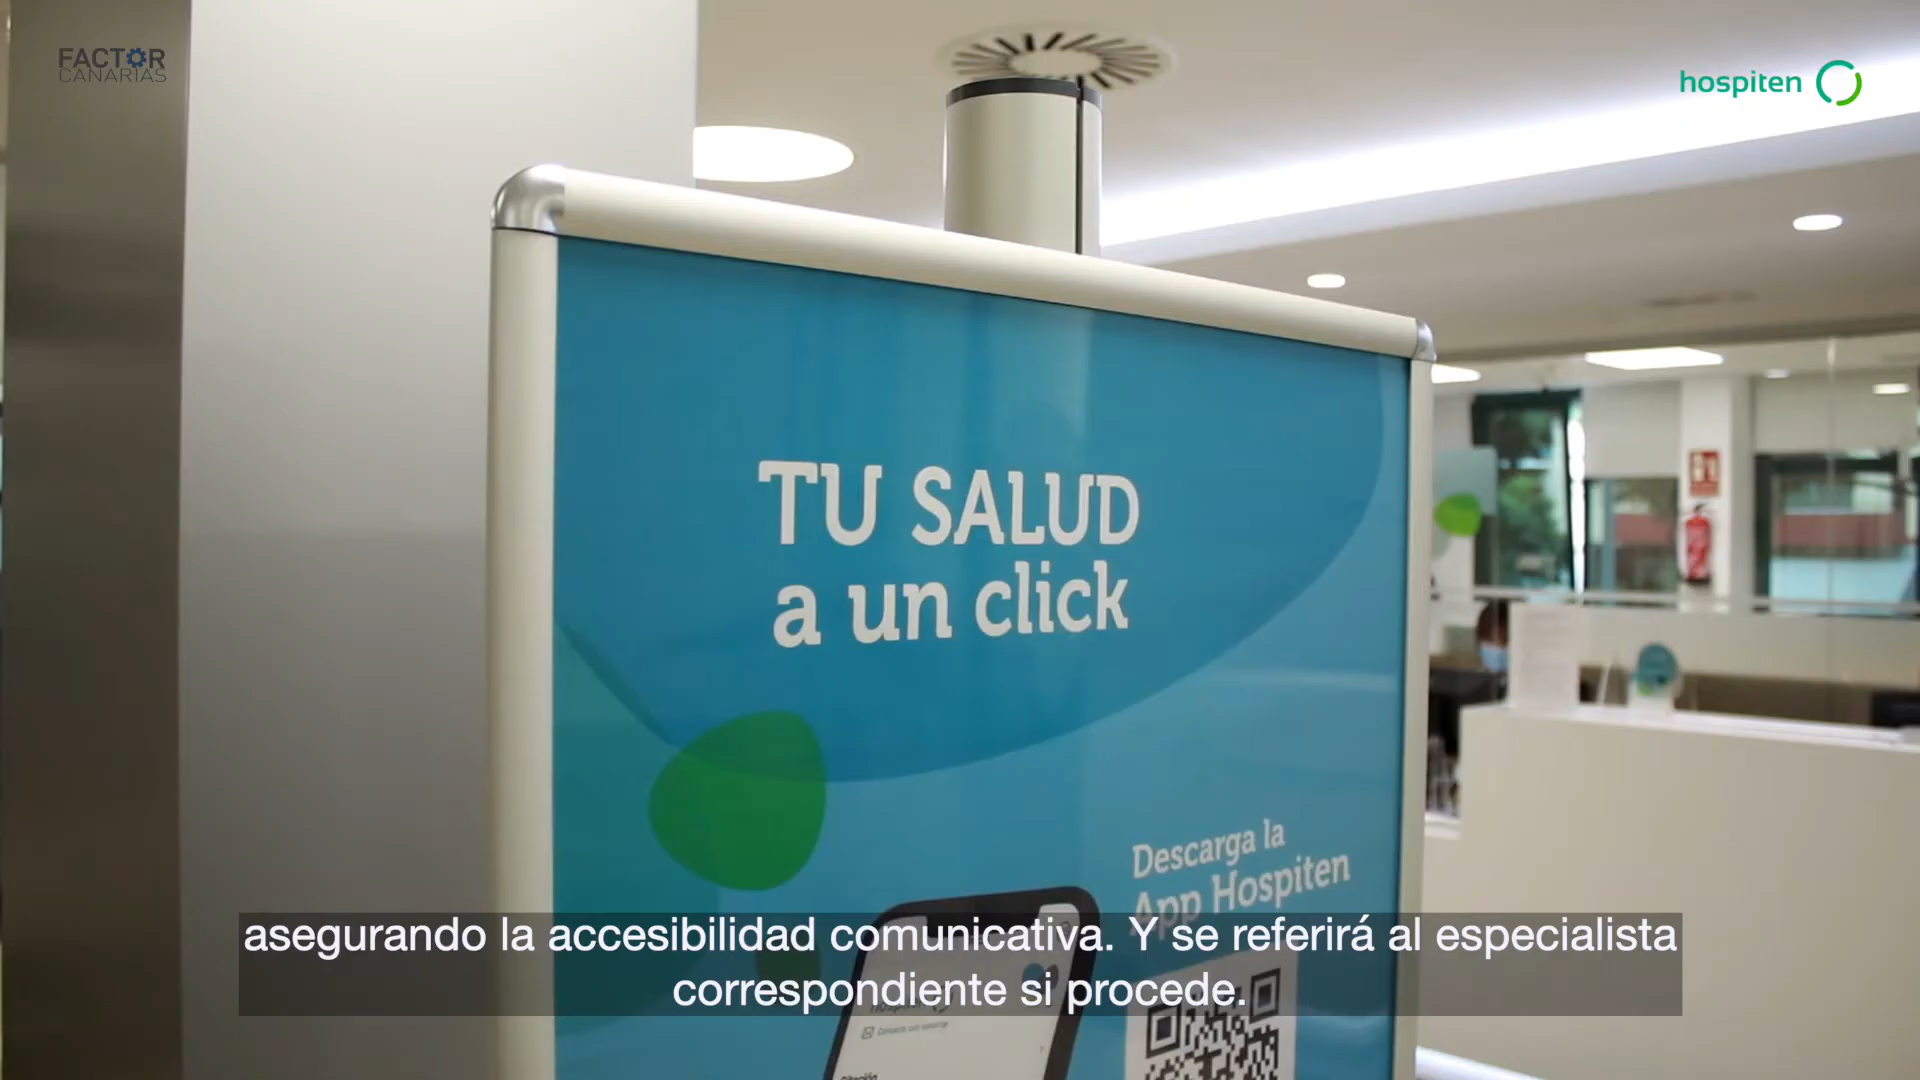 FACTOR
CANARIAS
hospiten
TU SALUD
a un click
Descarga la
App Hospiten
asegurando la accesibilidad comunicativa. Y se referirá al especialista
correspondiente si procede.